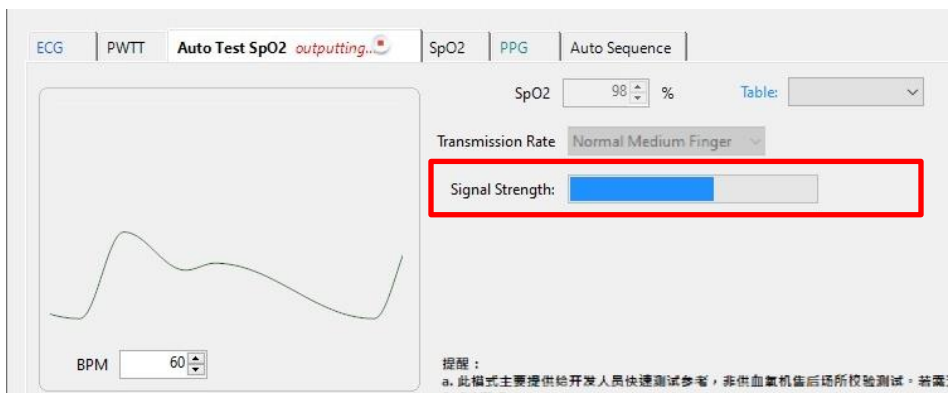 ECG PWTT Auto Test SpO2 outputting... SpO2 PPG Auto Sequence
SpO2 98 % Table:
Transmission Rate Normal Medium Finger
Signal Strength:
BPM 60
提醒：
a. 此模式主要提供给开发人员快速测试参考，非供血氧机售后场所校验测试。若需